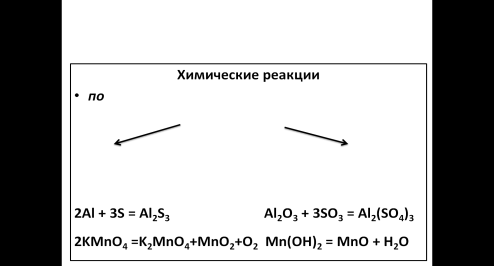 Химические реакции
• по
2Al + 3S = Al₂S₃ Al₂O₃ + 3SO₃ = Al₂(SO₄)₃
2KMnO₄ =K₂MnO₄+MnO₂+O₂ Mn(OH)₂ = MnO + H₂O